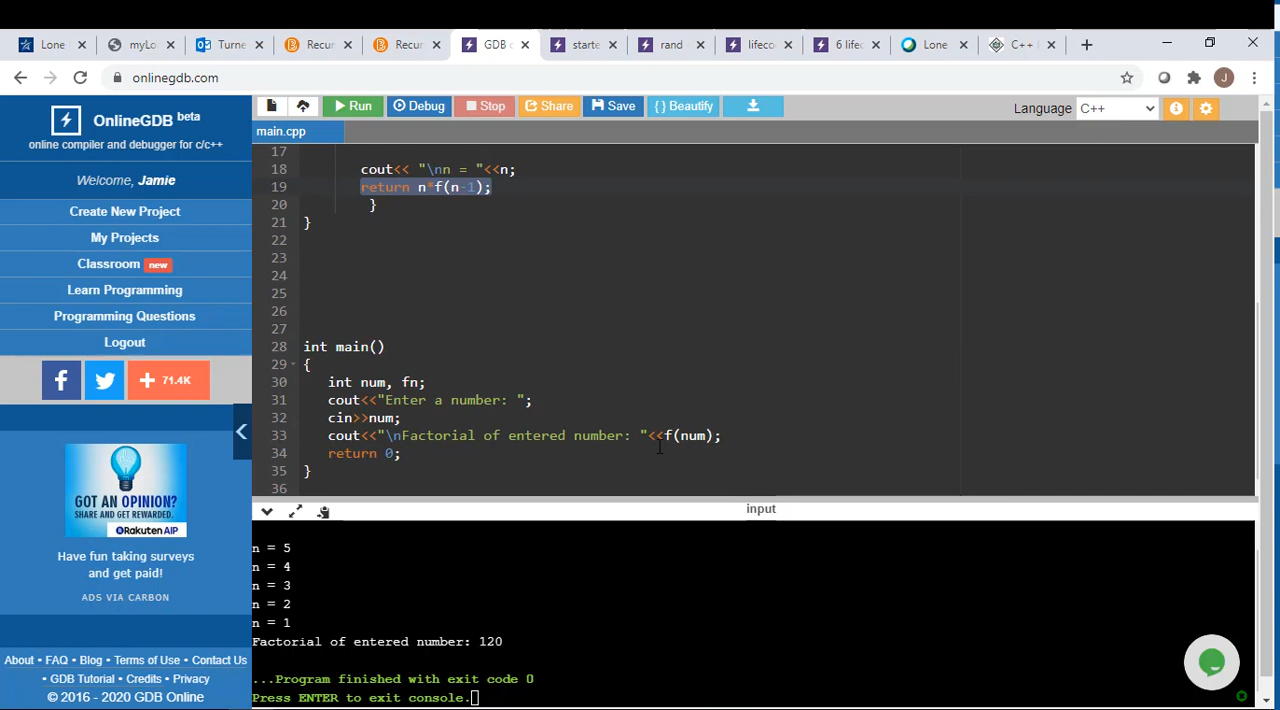 Lone
myLo
Turne
Recur
Recur
GDB c
starte
rand
lifecod
6 lifec
Lone
C++ F
onlinegdb.com
J
OnlineGDB beta
online compiler and debugger for c/c++
Welcome, Jamie
Create New Project
My Projects
Classroom new
Learn Programming
Programming Questions
Logout
f + 71.4K
GOT AN OPINION?
SHARE AND GET REWARDED.
Rakuten AIP
Have fun taking surveys
and get paid!
ADS VIA CARBON
About • FAQ • Blog • Terms of Use • Contact Us
• GDB Tutorial • Credits • Privacy
© 2016 - 2020 GDB Online
Run Debug Stop Share Save { } Beautify Language C++
main.cpp
17
18 cout<< "\nn = "<<n;
19 return n*f(n-1);
20 }
21 }
22
23
24
25
26
27
28 int main()
29 {
30 int num, fn;
31 cout<<"Enter a number: ";
32 cin>>num;
33 cout<<"\nFactorial of entered number: "<<f(num);
34 return 0;
35 }
36
input
n = 5
n = 4
n = 3
n = 2
n = 1
Factorial of entered number: 120
...Program finished with exit code 0
Press ENTER to exit console.